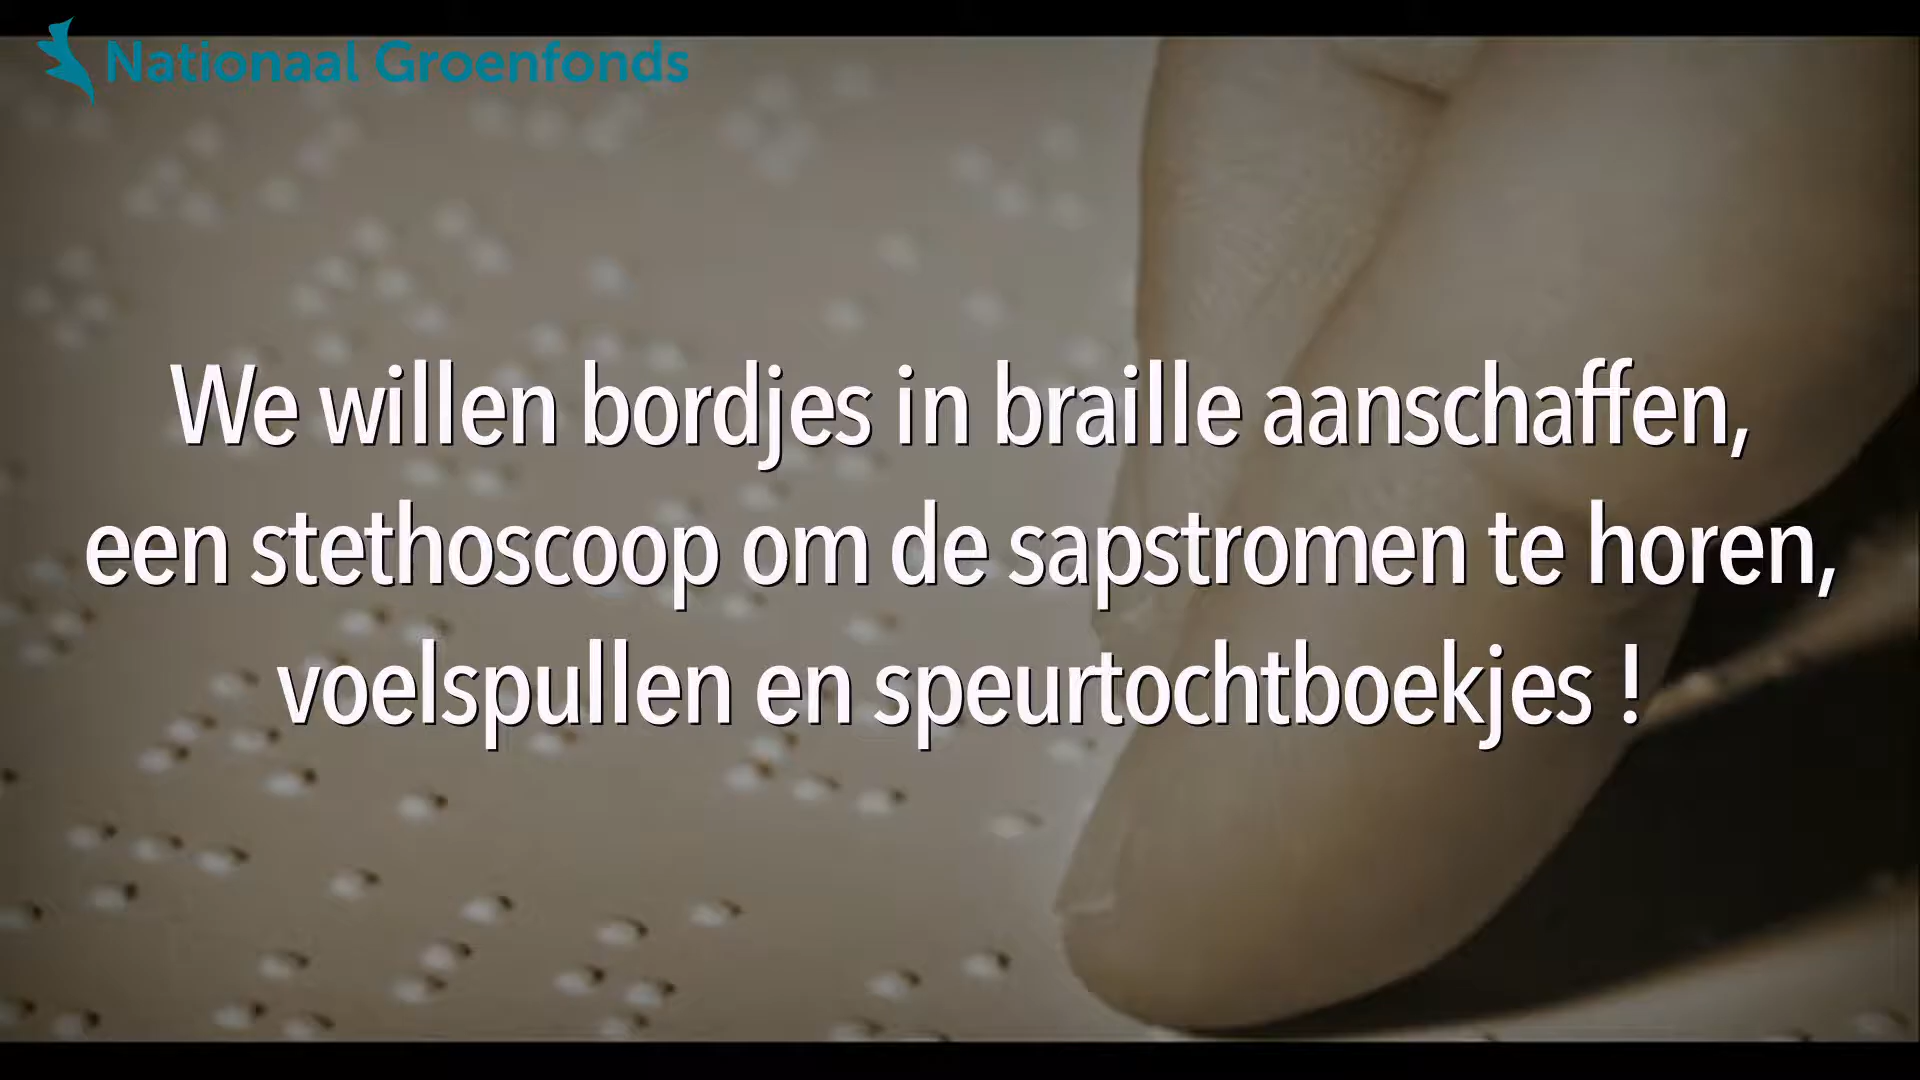 Nationaal Groenfonds
We willen bordjes in braille aanschaffen,
een stethoscoop om de sapstromen te horen,
voelspullen en speurtochtboekjes !